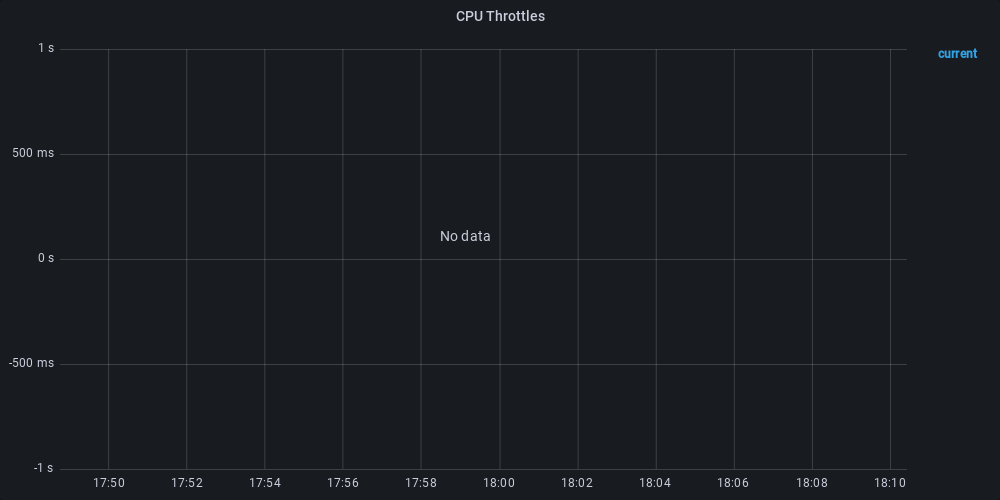 CPU Throttles
1 s
current
500 ms
No data
0 s
-500 ms
-1 s
17:50 17:52 17:54 17:56 17:58 18:00 18:02 18:04 18:06 18:08 18:10